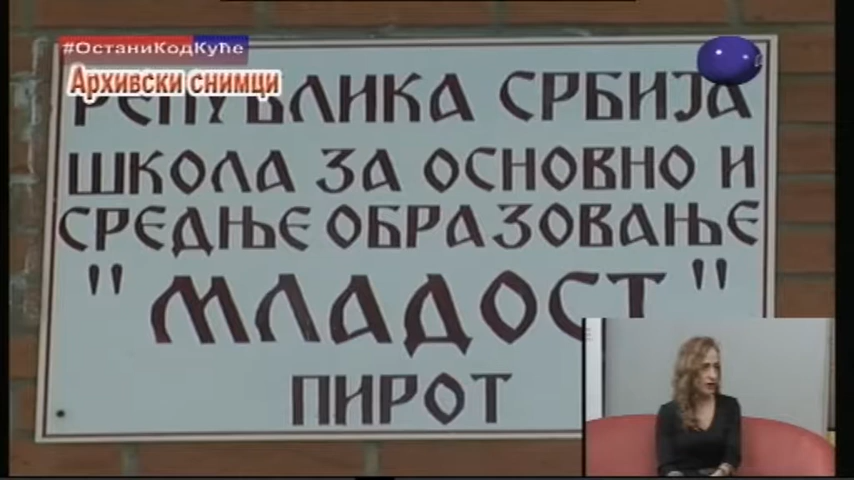 #ОстаниКодКуће
Архивски снимци
РЕПУБЛИКА СРБИЈА
ШКОЛА ЗА ОСНОВНО И
СРЕДЊЕ ОБРАЗОВАЊЕ
"МЛАДОСТ"
ПИРОТ